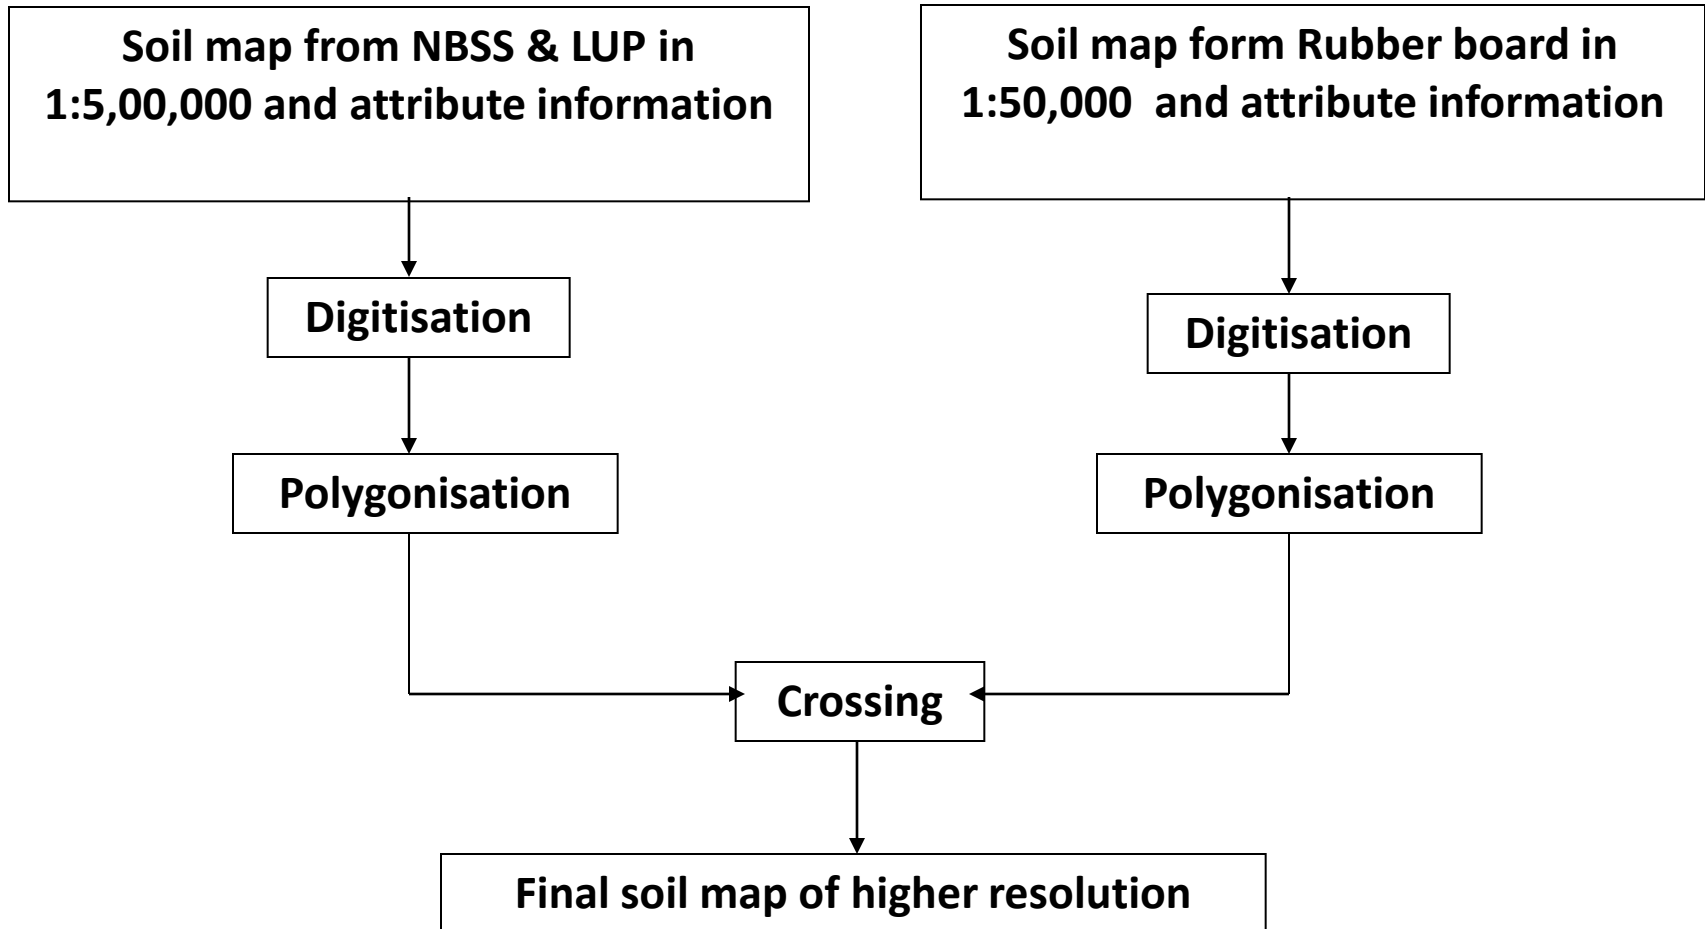 Soil map from NBSS & LUP in
1:5,00,000 and attribute information
Soil map form Rubber board in
1:50,000 and attribute information
Digitisation
Digitisation
Polygonisation
Polygonisation
Crossing
Final soil map of higher resolution